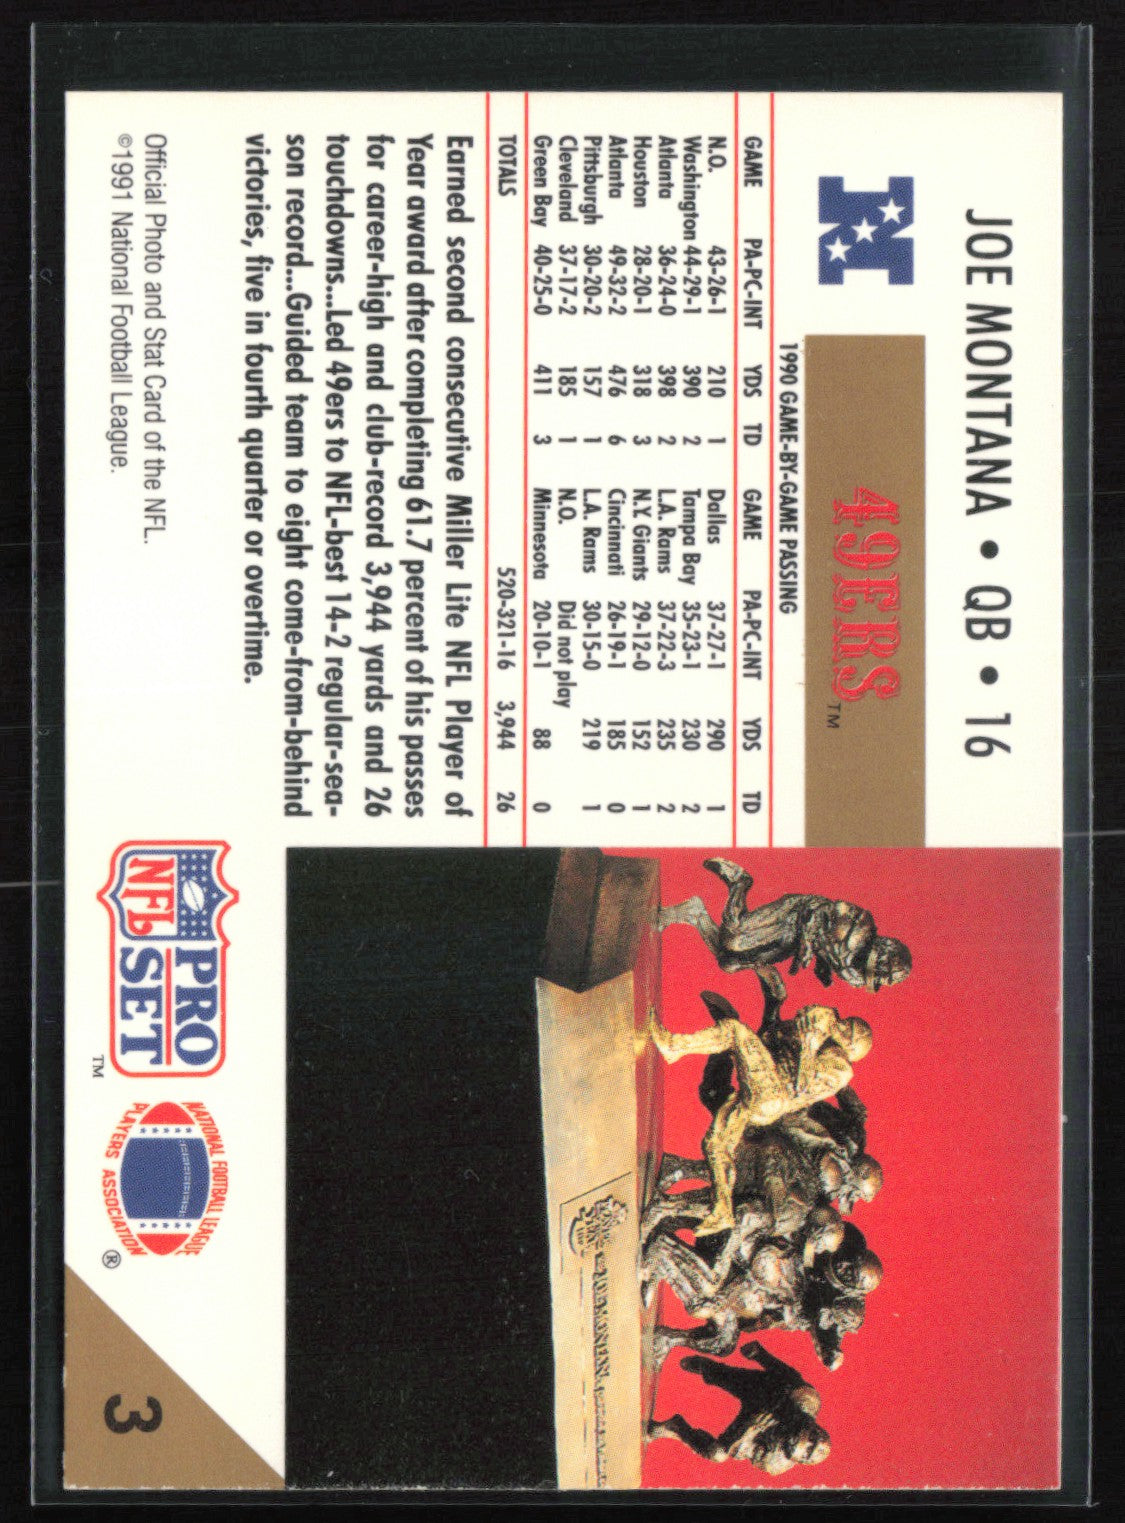 JOE MONTANA • QB • 16
N
49ERS™
1990 GAME-BY-GAME PASSING
GAME PA-PC-INT YDS TD GAME PA-PC-INT YDS TD
N.O. 43-26-1 210 1 Dallas 37-27-1 290 1
Washington 44-29-1 390 2 Tampa Bay 35-23-1 230 2
Atlanta 36-24-0 398 2 L.A. Rams 37-22-3 235 2
Houston 28-20-1 318 3 N.Y. Giants 29-12-0 152 1
Atlanta 49-32-2 476 6 Cincinnati 26-19-1 185 0
Pittsburgh 30-20-2 157 1 L.A. Rams 30-15-0 219 1
Cleveland 37-17-2 185 1 N.O. Did not play
Green Bay 40-25-0 411 3 Minnesota 20-10-1 88 0
TOTALS 520-321-16 3,944 26
Earned second consecutive Miller Lite NFL Player of
Year award after completing 61.7 percent of his passes
for career-high and club-record 3,944 yards and 26
touchdowns...Led 49ers to NFL-best 14-2 regular-sea-
son record...Guided team to eight come-from-behind
victories, five in fourth quarter or overtime.
Official Photo and Stat Card of the NFL.
©1991 National Football League.
NFL PRO SET™
NATIONAL FOOTBALL LEAGUE
PLAYERS ASSOCIATION®
3